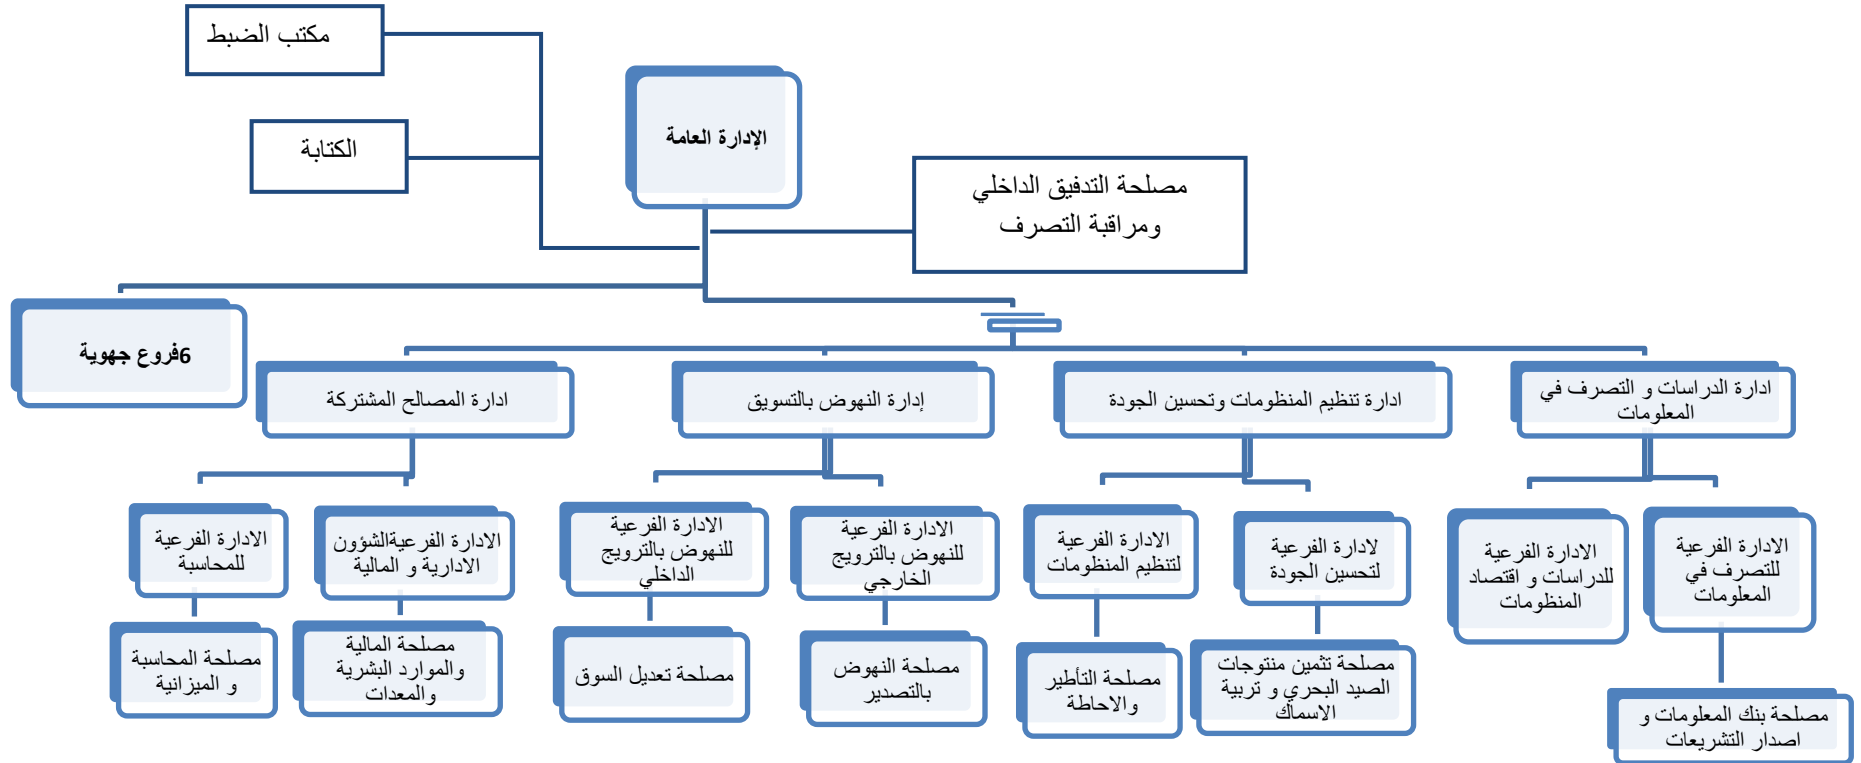 مكتب الضبط
الإدارة العامة
الكتابة
مصلحة التدفيق الداخلي
ومراقبة التصرف
6فروع جهوية
ادارة الدراسات و التصرف في
المعلومات
ادارة تنظيم المنظومات وتحسين الجودة
إدارة النهوض بالتسويق
ادارة المصالح المشتركة
الادارة الفرعية
للتصرف في
المعلومات
الادارة الفرعية
للدراسات و اقتصاد
المنظومات
لادارة الفرعية
لتحسين الجودة
الادارة الفرعية
لتنظيم المنظومات
الادارة الفرعية
للنهوض بالترويج
الخارجي
الادارة الفرعية
للنهوض بالترويج
الداخلي
الادارة الفرعيةالشؤون
الادارية و المالية
الادارة الفرعية
للمحاسبة
مصلحة بنك المعلومات و
اصدار التشريعات
مصلحة تثمين منتوجات
الصيد البحري و تربية
الاسماك
مصلحة التأطير
والاحاطة
مصلحة النهوض
بالتصدير
مصلحة تعديل السوق
مصلحة المالية
والموارد البشرية
والمعدات
مصلحة المحاسبة
و الميزانية